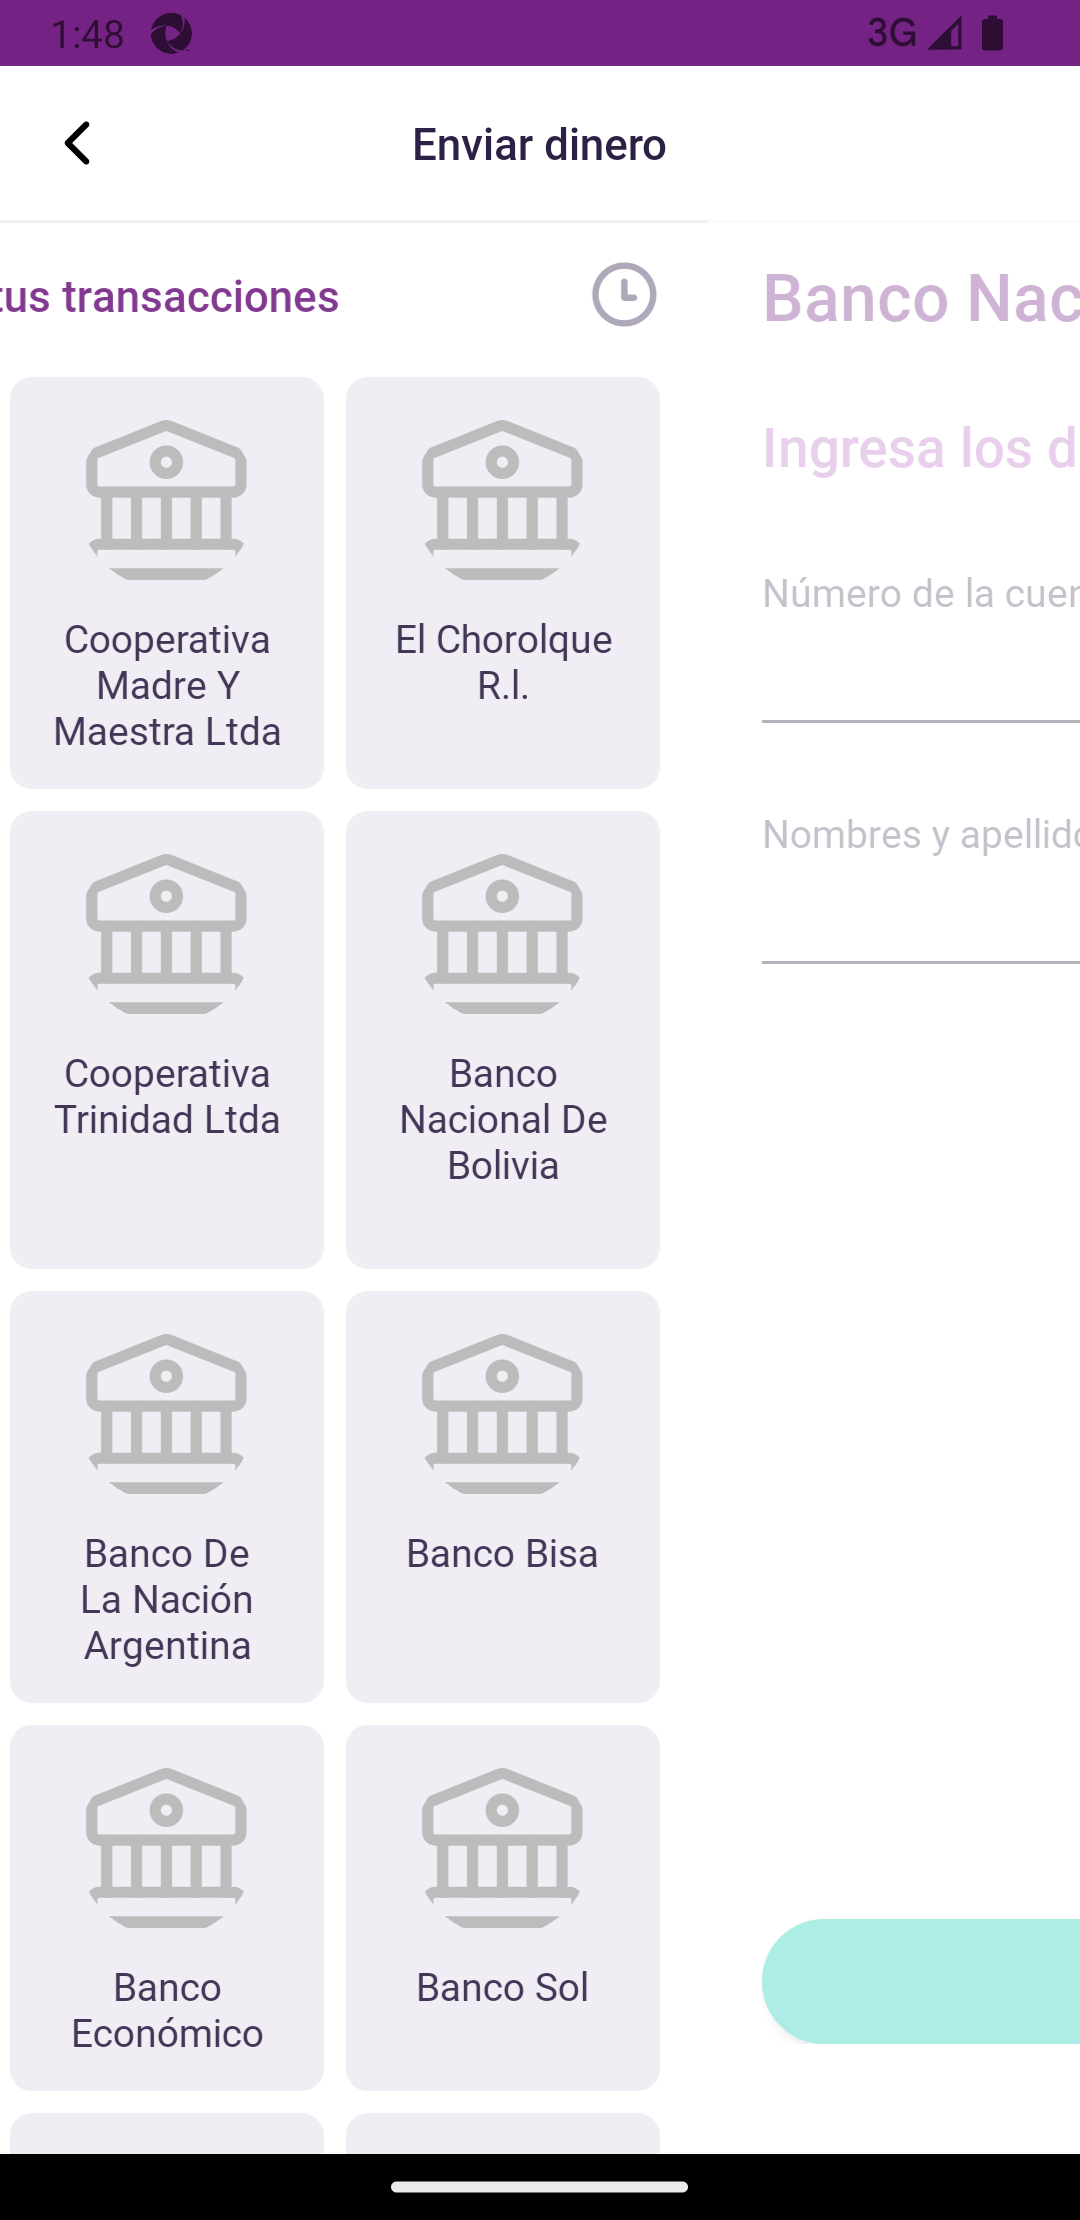 1:48
3G
Enviar dinero
tus transacciones
Cooperativa
Madre Y
Maestra Ltda
El Chorolque
R.l.
Cooperativa
Trinidad Ltda
Banco
Nacional De
Bolivia
Banco De
La Nación
Argentina
Banco Bisa
Banco
Económico
Banco Sol
Banco Nac
Ingresa los d
Número de la cuen
Nombres y apellido